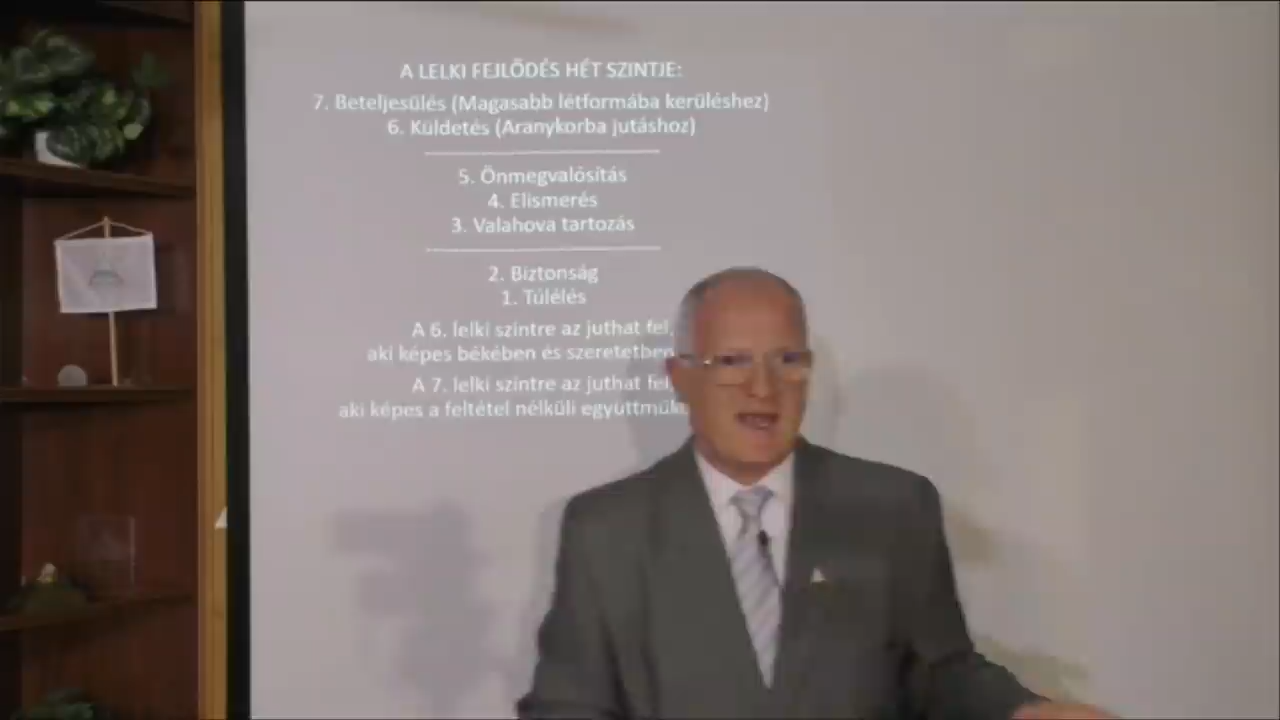 A LELKI FEJLŐDÉS HÉT SZINTJE:
7. Beteljesülés (Magasabb létformába kerüléshez)
6. Küldetés (Aranykorba jutáshoz)
5. Önmegvalósítás
4. Elismerés
3. Valahova tartozás
2. Biztonság
1. Túlélés
A 6. lelki szintre az juthat fel,
aki képes békében és szeretetben
A 7. lelki szintre az juthat fel,
aki képes a feltétel nélküli